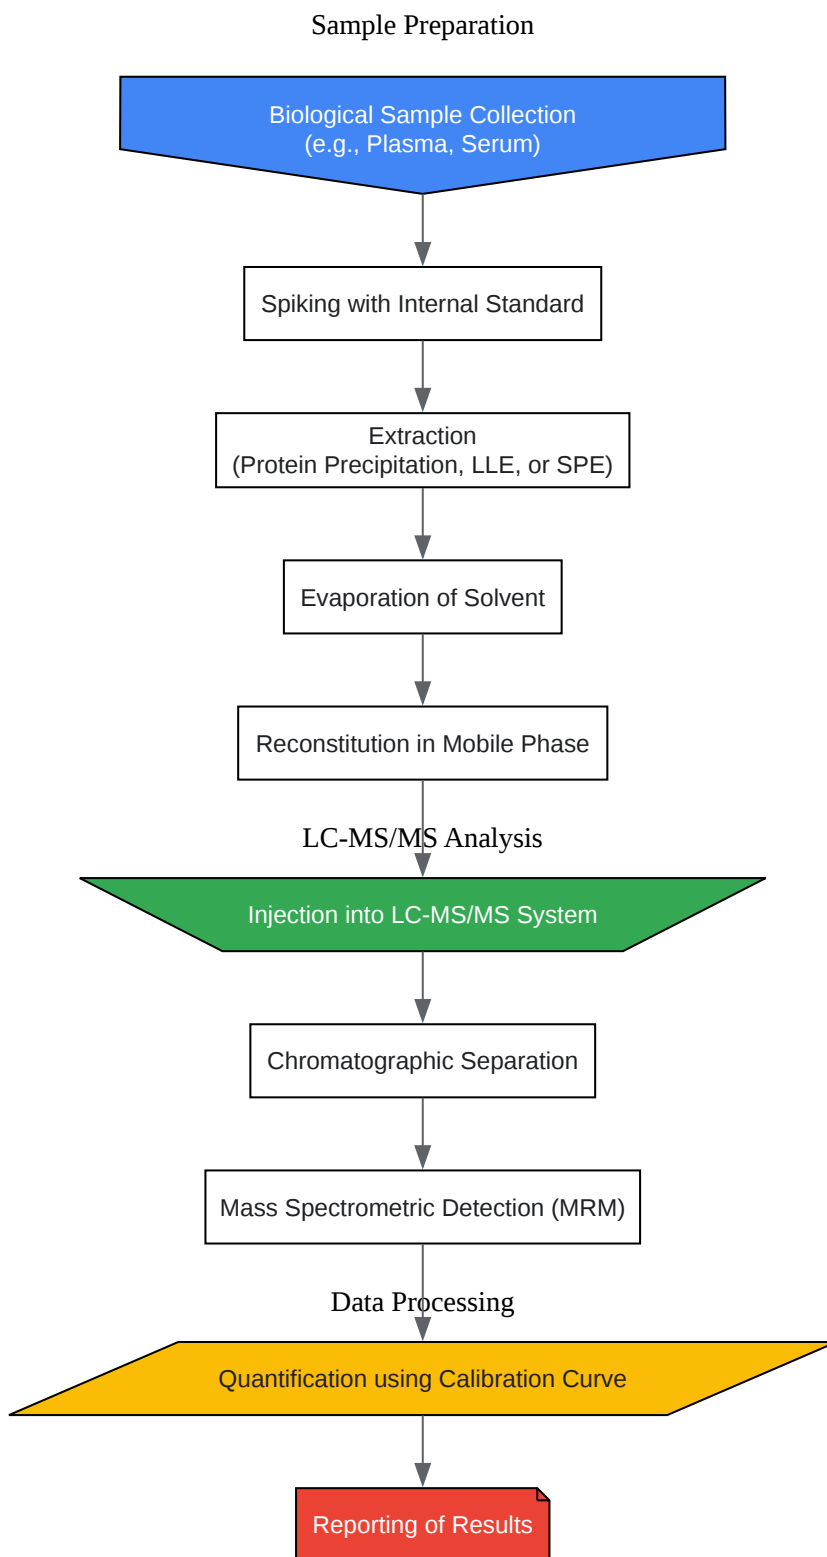 Sample Preparation
Biological Sample Collection
(e.g., Plasma, Serum)
Spiking with Internal Standard
Extraction
(Protein Precipitation, LLE, or SPE)
Evaporation of Solvent
Reconstitution in Mobile Phase
LC-MS/MS Analysis
Injection into LC-MS/MS System
Chromatographic Separation
Mass Spectrometric Detection (MRM)
Data Processing
Quantification using Calibration Curve
Reporting of Results